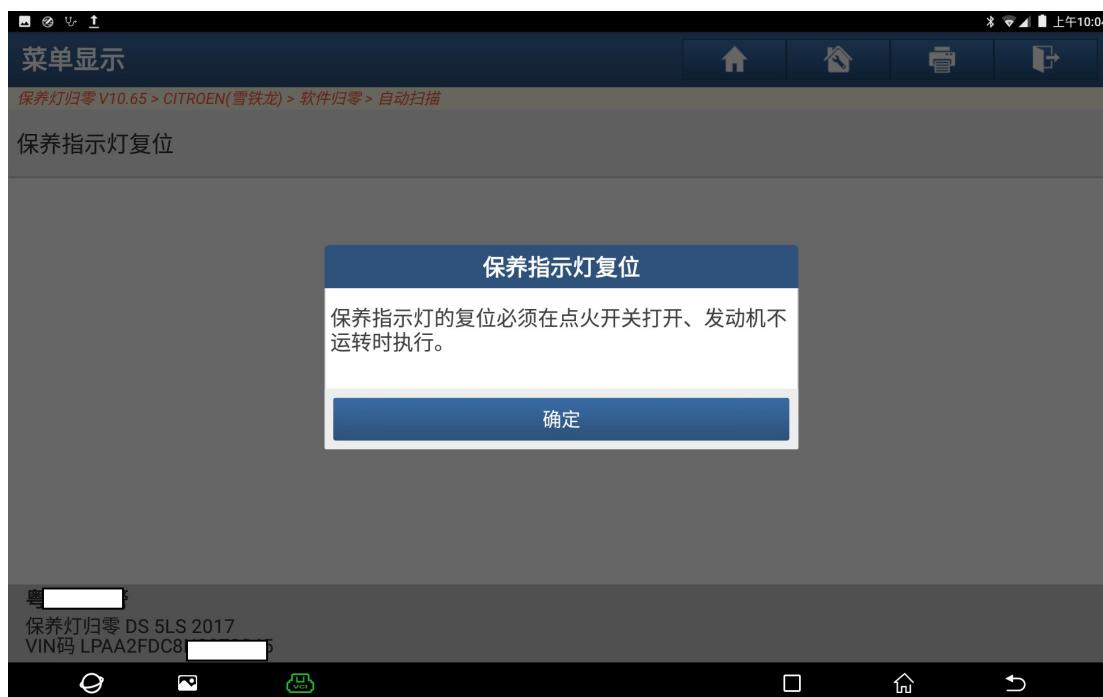 上午10:04
菜单显示
保养灯归零 V10.65 > CITROEN(雪铁龙) > 软件归零 > 自动扫描
保养指示灯复位
保养指示灯复位
保养指示灯的复位必须在点火开关打开、发动机不
运转时执行。
确定
粤
保养灯归零 DS 5LS 2017
VIN码 LPAA2FDC8
VCI